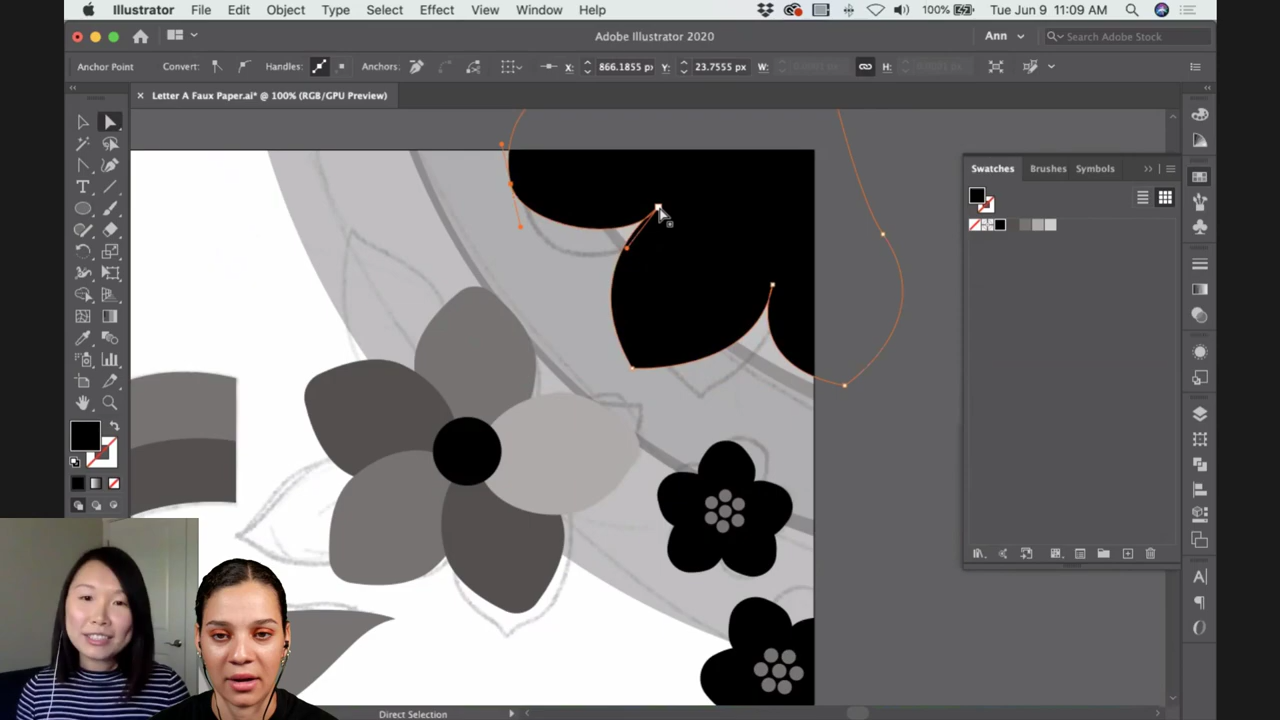 Illustrator File Edit Object Type Select Effect View Window Help 100% Tue Jun 9 11:09 AM
Adobe Illustrator 2020 Ann Search Adobe Stock
Anchor Point Convert: Handles: Anchors: X: 866.1855 px Y: 23.7555 px W: H:
Letter A Faux Paper.ai* @ 100% (RGB/GPU Preview)
Swatches Brushes Symbols
Direct Selection